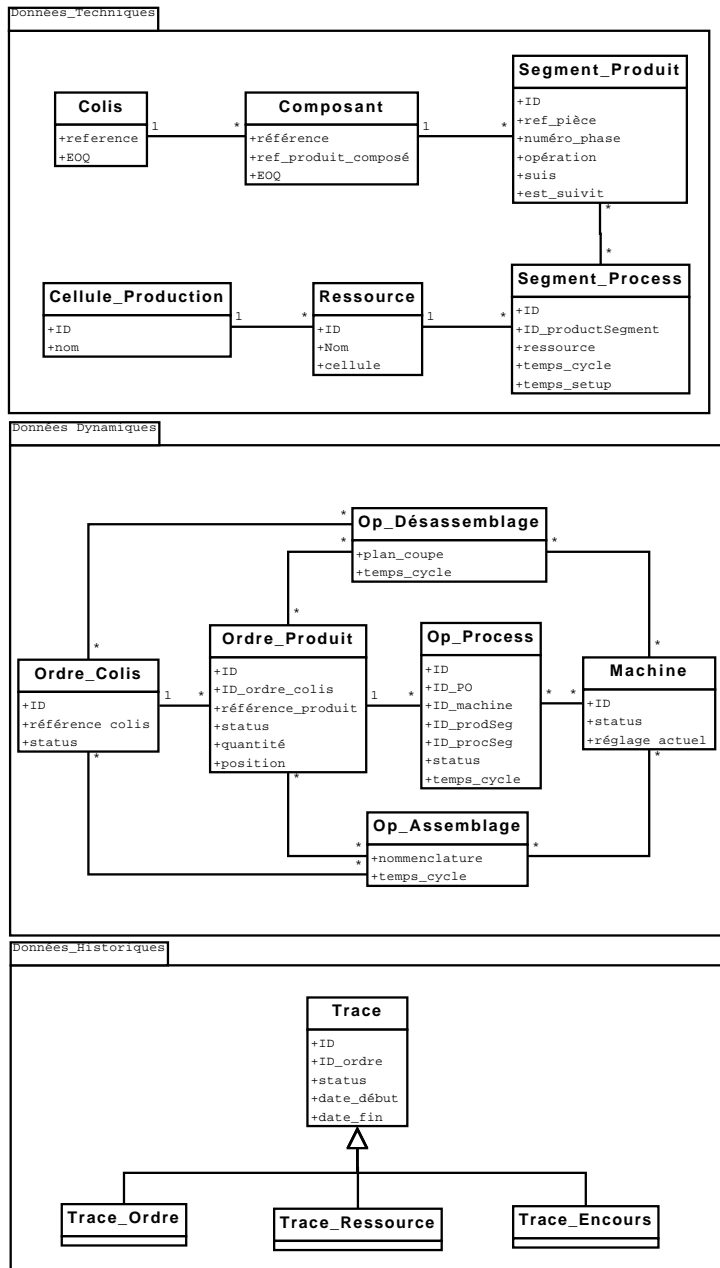 Données_Techniques
Colis
+reference
+EOQ
1
*
Composant
+référence
+ref_produit_composé
+EOQ
1
*
Segment_Produit
+ID
+ref_pièce
+numéro_phase
+opération
+suis
+est_suivit
*
*
Cellule_Production
+ID
+nom
1
*
Ressource
+ID
+Nom
+cellule
1
*
Segment_Process
+ID
+ID_productSegment
+ressource
+temps_cycle
+temps_setup
Données Dynamiques
*
*
Op_Désassemblage
+plan_coupe
+temps_cycle
*
*
*
*
Ordre_Colis
+ID
+référence colis
+status
*
1
*
Ordre_Produit
+ID
+ID_ordre_colis
+référence_produit
+status
+quantité
+position
*
1
*
Op_Process
+ID
+ID_PO
+ID_machine
+ID_prodSeg
+ID_procSeg
+status
+temps_cycle
*
*
Machine
+ID
+status
+réglage actuel
*
*
*
Op_Assemblage
+nommenclature
+temps_cycle
*
Données_Historiques
Trace
+ID
+ID_ordre
+status
+date_début
+date_fin
Trace_Ordre
Trace_Ressource
Trace_Encours